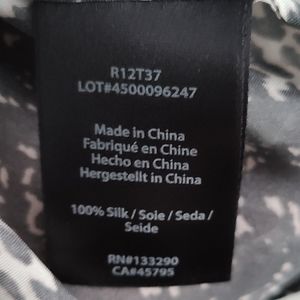 R12T37
LOT#4500096247
Made in China
Fabriqué en Chine
Hecho en China
Hergestellt in China
100% Silk / Soie / Seda /
Seide
RN#133290
CA#45795